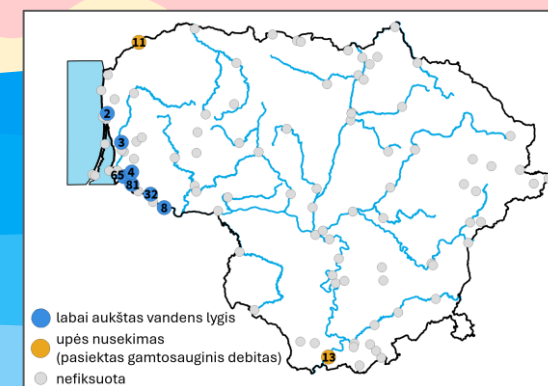 11
2
3
4
65
81
32
8
13
labai aukštas vandens lygis
upės nusekimas
(pasiektas gamtosauginis debitas)
nefiksuota